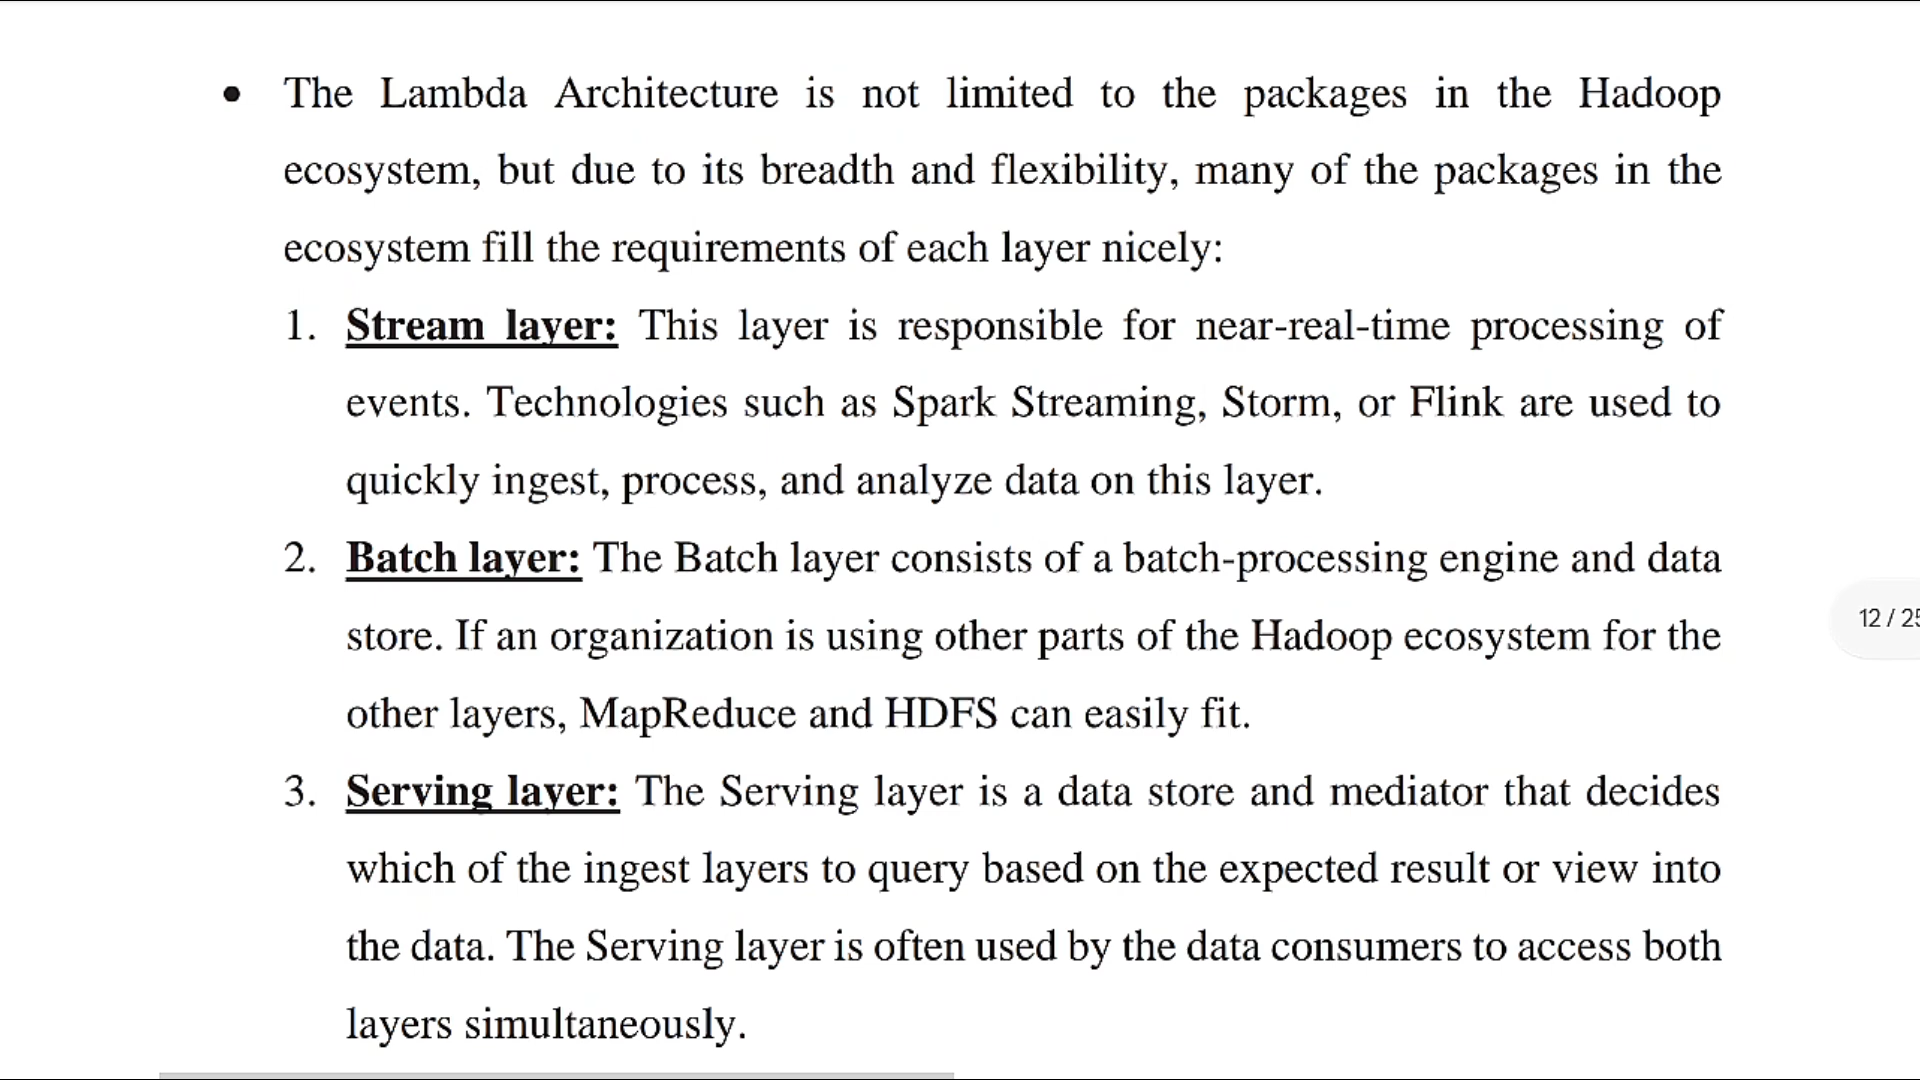 • The Lambda Architecture is not limited to the packages in the Hadoop
ecosystem, but due to its breadth and flexibility, many of the packages in the
ecosystem fill the requirements of each layer nicely:
1. Stream layer: This layer is responsible for near-real-time processing of
events. Technologies such as Spark Streaming, Storm, or Flink are used to
quickly ingest, process, and analyze data on this layer.
2. Batch layer: The Batch layer consists of a batch-processing engine and data
store. If an organization is using other parts of the Hadoop ecosystem for the
12 / 25
other layers, MapReduce and HDFS can easily fit.
3. Serving layer: The Serving layer is a data store and mediator that decides
which of the ingest layers to query based on the expected result or view into
the data. The Serving layer is often used by the data consumers to access both
layers simultaneously.